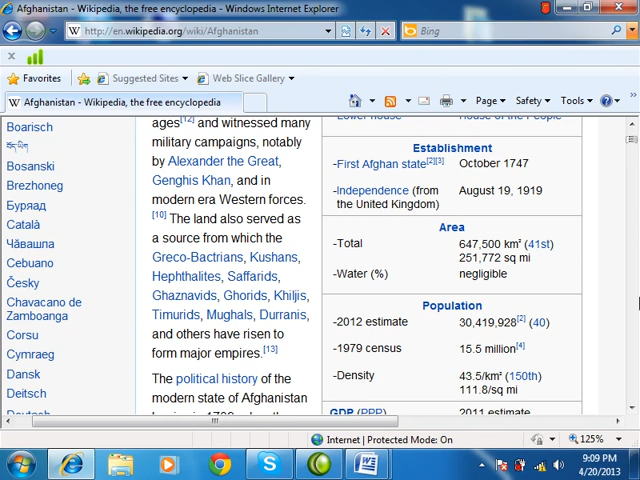 Afghanistan - Wikipedia, the free encyclopedia - Windows Internet Explorer
http://en.wikipedia.org/wiki/Afghanistan
Bing
Favorites
Suggested Sites
Web Slice Gallery
Afghanistan - Wikipedia, the free encyclopedia
Page
Safety
Tools
Boarisch
བོད་ཡིག
Bosanski
Brezhoneg
Буряад
Català
Чӑвашла
Cebuano
Česky
Chavacano de
Zamboanga
Corsu
Cymraeg
Dansk
Deitsch
Deutsch
ages[12] and witnessed many
military campaigns, notably
by Alexander the Great,
Genghis Khan, and in
modern era Western forces.
[10] The land also served as
a source from which the
Greco-Bactrians, Kushans,
Hephthalites, Saffarids,
Ghaznavids, Ghorids, Khiljis,
Timurids, Mughals, Durranis,
and others have risen to
form major empires.[13]
The political history of the
modern state of Afghanistan
Lower house House of the People
Establishment
-First Afghan state[2][3] October 1747
-Independence (from August 19, 1919
the United Kingdom)
Area
-Total 647,500 km² (41st)
251,772 sq mi
-Water (%) negligible
Population
-2012 estimate 30,419,928[2] (40)
-1979 census 15.5 million[4]
-Density 43.5/km² (150th)
111.8/sq mi
GDP (PPP) 2011 estimate
Internet | Protected Mode: On
125%
9:09 PM
4/20/2013